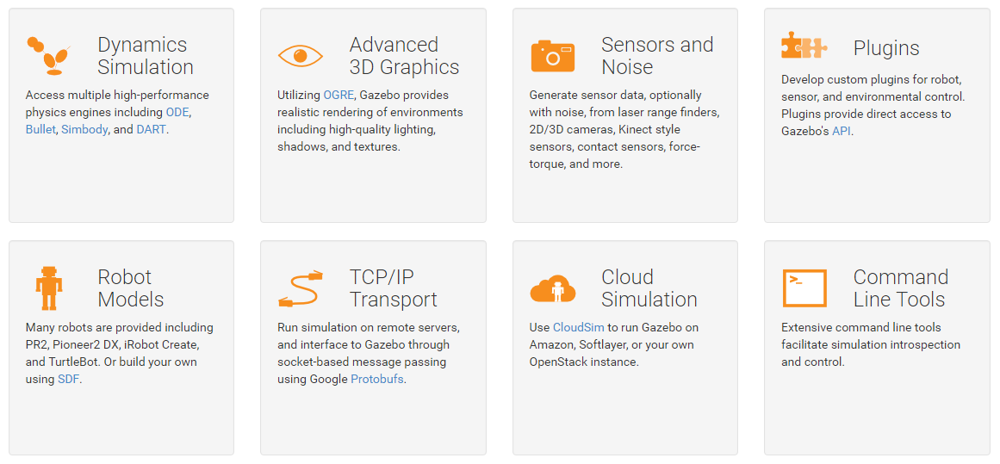 Dynamics
Simulation
Access multiple high-performance
physics engines including ODE,
Bullet, Simbody, and DART.
Advanced
3D Graphics
Utilizing OGRE, Gazebo provides
realistic rendering of environments
including high-quality lighting,
shadows, and textures.
Sensors and
Noise
Generate sensor data, optionally
with noise, from laser range finders,
2D/3D cameras, Kinect style
sensors, contact sensors, force-
torque, and more.
Plugins
Develop custom plugins for robot,
sensor, and environmental control.
Plugins provide direct access to
Gazebo's API.
Robot
Models
Many robots are provided including
PR2, Pioneer2 DX, iRobot Create,
and TurtleBot. Or build your own
using SDF.
TCP/IP
Transport
Run simulation on remote servers,
and interface to Gazebo through
socket-based message passing
using Google Protobufs.
Cloud
Simulation
Use CloudSim to run Gazebo on
Amazon, Softlayer, or your own
OpenStack instance.
>_
Command
Line Tools
Extensive command line tools
facilitate simulation introspection
and control.